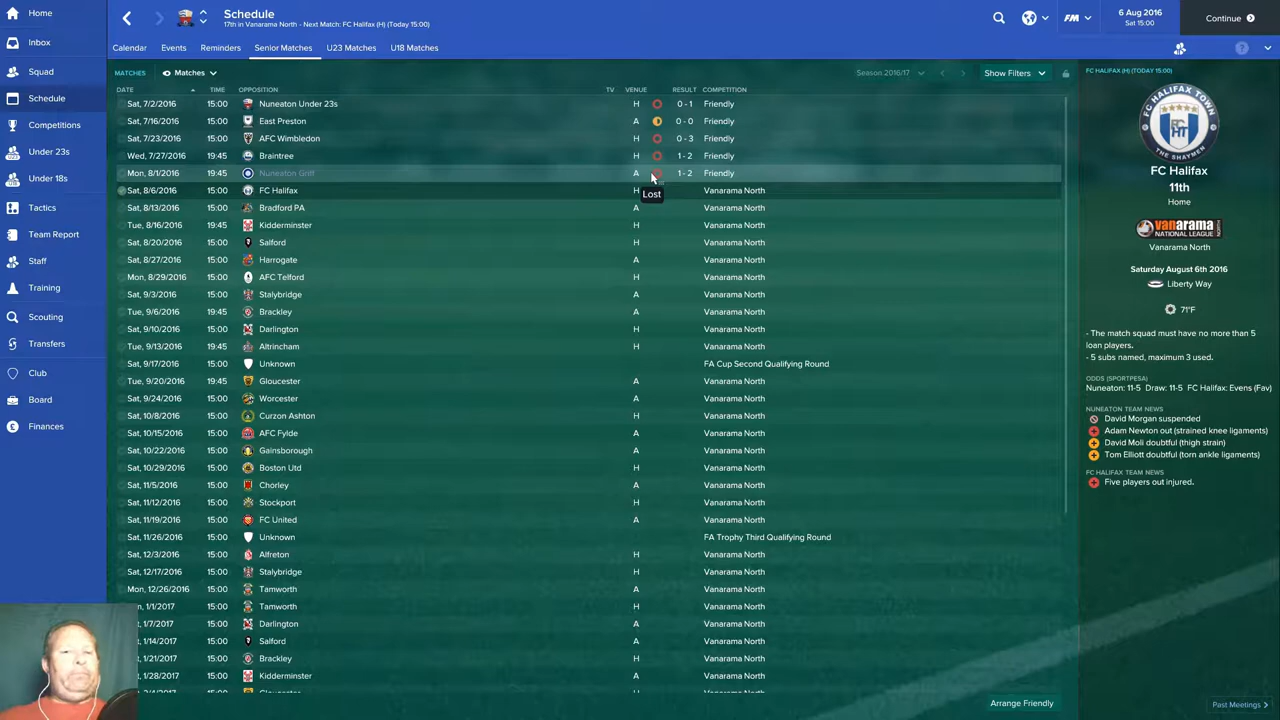 Home
Inbox
Squad
Schedule
Competitions
Under 23s
Under 18s
Tactics
Team Report
Staff
Training
Scouting
Transfers
Club
Board
Finances
Schedule
17th in Vanarama North - Next Match: FC Halifax (H) (Today 15:00)
FM
6 Aug 2016
Sat 15:00
Continue
Calendar Events Reminders Senior Matches U23 Matches U18 Matches
MATCHES Matches Season 2016/17 Show Filters
DATE TIME OPPOSITION TV VENUE RESULT COMPETITION
Sat, 7/2/2016 15:00 Nuneaton Under 23s H 0 - 1 Friendly
Sat, 7/16/2016 15:00 East Preston A 0 - 0 Friendly
Sat, 7/23/2016 15:00 AFC Wimbledon H 0 - 3 Friendly
Wed, 7/27/2016 19:45 Braintree H 1 - 2 Friendly
Mon, 8/1/2016 19:45 Nuneaton Griff A 1 - 2 Friendly
Lost
Sat, 8/6/2016 15:00 FC Halifax H Vanarama North
Sat, 8/13/2016 15:00 Bradford PA A Vanarama North
Tue, 8/16/2016 19:45 Kidderminster H Vanarama North
Sat, 8/20/2016 15:00 Salford H Vanarama North
Sat, 8/27/2016 15:00 Harrogate A Vanarama North
Mon, 8/29/2016 15:00 AFC Telford H Vanarama North
Sat, 9/3/2016 15:00 Stalybridge A Vanarama North
Tue, 9/6/2016 19:45 Brackley A Vanarama North
Sat, 9/10/2016 15:00 Darlington H Vanarama North
Tue, 9/13/2016 19:45 Altrincham H Vanarama North
Sat, 9/17/2016 15:00 Unknown FA Cup Second Qualifying Round
Tue, 9/20/2016 19:45 Gloucester A Vanarama North
Sat, 9/24/2016 15:00 Worcester A Vanarama North
Sat, 10/8/2016 15:00 Curzon Ashton H Vanarama North
Sat, 10/15/2016 15:00 AFC Fylde A Vanarama North
Sat, 10/22/2016 15:00 Gainsborough A Vanarama North
Sat, 10/29/2016 15:00 Boston Utd H Vanarama North
Sat, 11/5/2016 15:00 Chorley A Vanarama North
Sat, 11/12/2016 15:00 Stockport H Vanarama North
Sat, 11/19/2016 15:00 FC United A Vanarama North
Sat, 11/26/2016 15:00 Unknown FA Trophy Third Qualifying Round
Sat, 12/3/2016 15:00 Alfreton H Vanarama North
Sat, 12/17/2016 15:00 Stalybridge H Vanarama North
Mon, 12/26/2016 15:00 Tamworth A Vanarama North
1/1/2017 15:00 Tamworth H Vanarama North
1/7/2017 15:00 Darlington A Vanarama North
1/14/2017 15:00 Salford A Vanarama North
1/21/2017 15:00 Brackley H Vanarama North
1/28/2017 15:00 Kidderminster A Vanarama North
Arrange Friendly
FC HALIFAX (H) (TODAY 15:00)
FC HALIFAX TOWN
FCHT
THE SHAYMEN
FC Halifax
11th
Home
vanarama
NATIONAL LEAGUE
NORTH
Vanarama North
Saturday August 6th 2016
Liberty Way
71°F
- The match squad must have no more than 5
loan players.
- 5 subs named, maximum 3 used.
ODDS (SPORTPESA)
Nuneaton: 11-5 Draw: 11-5 FC Halifax: Evens (Fav)
NUNEATON TEAM NEWS
David Morgan suspended
Adam Newton out (strained knee ligaments)
David Moli doubtful (thigh strain)
Tom Elliott doubtful (torn ankle ligaments)
FC HALIFAX TEAM NEWS
Five players out injured.
Past Meetings